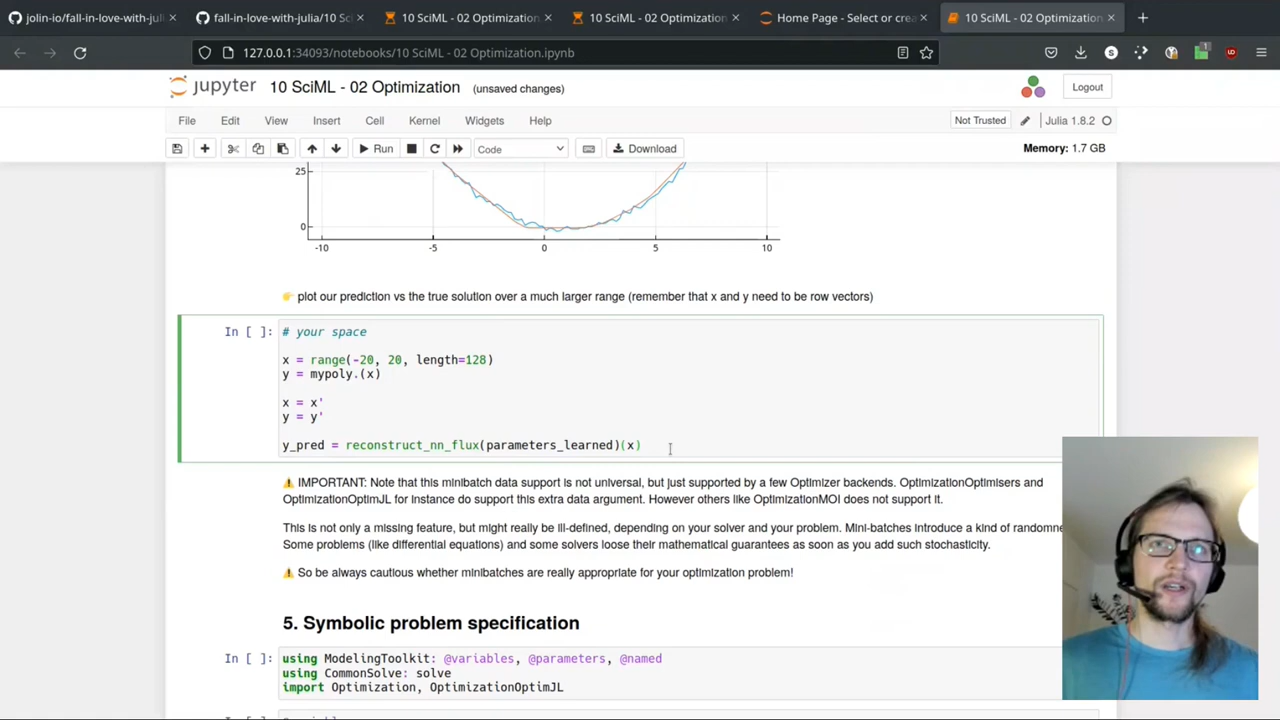 jolin-io/fall-in-love-with-juli
fall-in-love-with-julia/10 Sci
10 SciML - 02 Optimization.
10 SciML - 02 Optimization.
Home Page - Select or crea
10 SciML - 02 Optimization
127.0.0.1:34093/notebooks/10 SciML - 02 Optimization.ipynb
jupyter 10 SciML - 02 Optimization (unsaved changes)
Logout
File Edit View Insert Cell Kernel Widgets Help
Not Trusted
Julia 1.8.2
Run
Code
Download
Memory: 1.7 GB
25
0
-10 -5 0 5 10
👉 plot our prediction vs the true solution over a much larger range (remember that x and y need to be row vectors)
In [ ]: # your space
x = range(-20, 20, length=128)
y = mypoly.(x)
x = x'
y = y'
y_pred = reconstruct_nn_flux(parameters_learned)(x)
⚠ IMPORTANT: Note that this minibatch data support is not universal, but just supported by a few Optimizer backends. OptimizationOptimisers and
OptimizationOptimJL for instance do support this extra data argument. However others like OptimizationMOI does not support it.
This is not only a missing feature, but might really be ill-defined, depending on your solver and your problem. Mini-batches introduce a kind of randomne
Some problems (like differential equations) and some solvers loose their mathematical guarantees as soon as you add such stochasticity.
⚠ So be always cautious whether minibatches are really appropriate for your optimization problem!
5. Symbolic problem specification
In [ ]: using ModelingToolkit: @variables, @parameters, @named
using CommonSolve: solve
import Optimization, OptimizationOptimJL